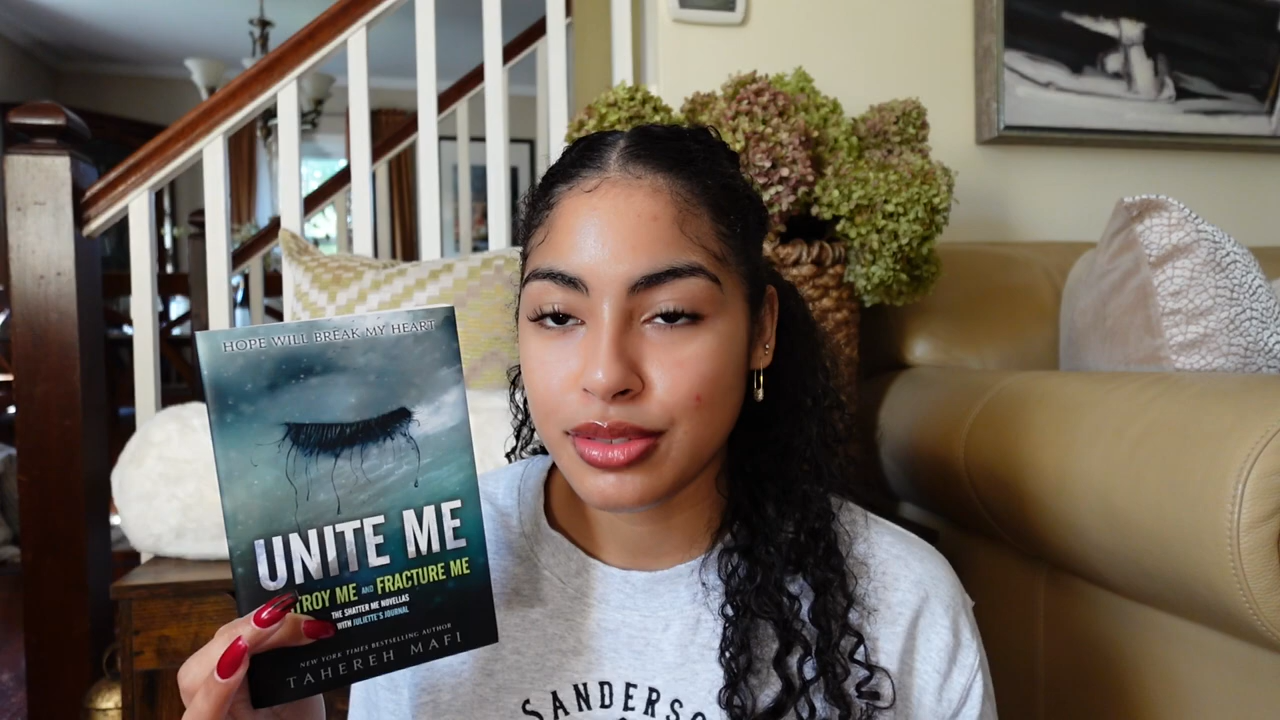 HOPE WILL BREAK MY HEART
UNITE ME
TROY ME AND FRACTURE ME
THE SHATTER ME NOVELLAS
WITH JULIETTE'S JOURNAL
NEW YORK TIMES BESTSELLING AUTHOR
TAHEREH MAFI
SANDERSO